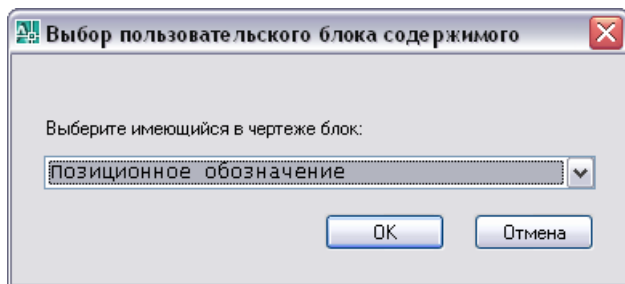 Выбор пользовательского блока содержимого
Выберите имеющийся в чертеже блок:
Позиционное обозначение
OK
Отмена